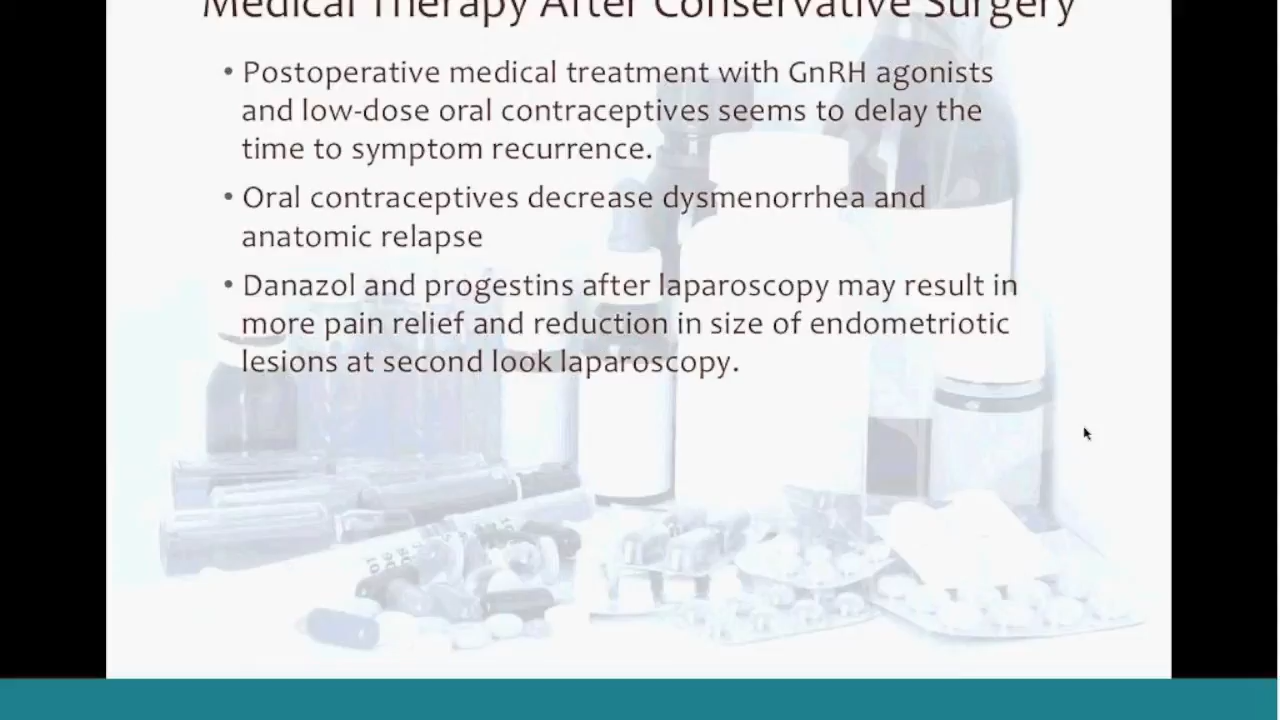 Medical Therapy After Conservative Surgery
• Postoperative medical treatment with GnRH agonists
and low-dose oral contraceptives seems to delay the
time to symptom recurrence.
• Oral contraceptives decrease dysmenorrhea and
anatomic relapse
• Danazol and progestins after laparoscopy may result in
more pain relief and reduction in size of endometriotic
lesions at second look laparoscopy.